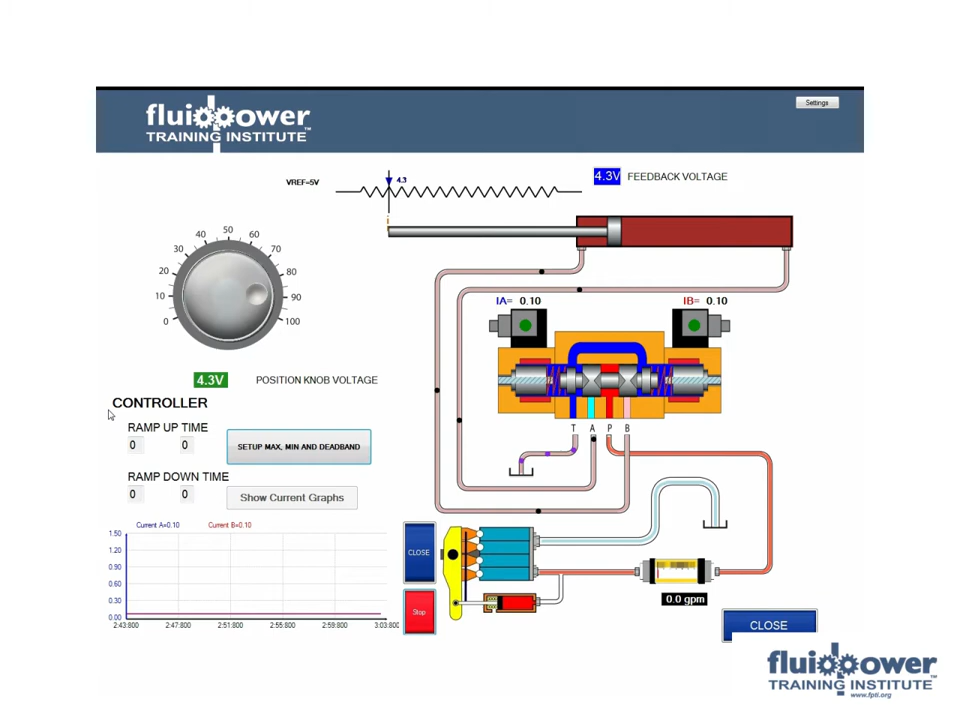 fluidpower
TRAINING INSTITUTE™
Settings
VREF=5V
4.3
4.3V FEEDBACK VOLTAGE
0 10 20 30 40 50 60 70 80 90 100
IA= 0.10
IB= 0.10
4.3V POSITION KNOB VOLTAGE
CONTROLLER
RAMP UP TIME
0 0
SETUP MAX, MIN AND DEADBAND
RAMP DOWN TIME
0 0
Show Current Graphs
T A P B
Current A=0.10 Current B=0.10
1.50
1.20
0.90
0.60
0.30
0.00
2:43:800 2:47:800 2:51:800 2:55:800 2:59:800 3:03:800
CLOSE
Stop
0.0 gpm
CLOSE
fluidpower
TRAINING INSTITUTE™
www.fpti.org